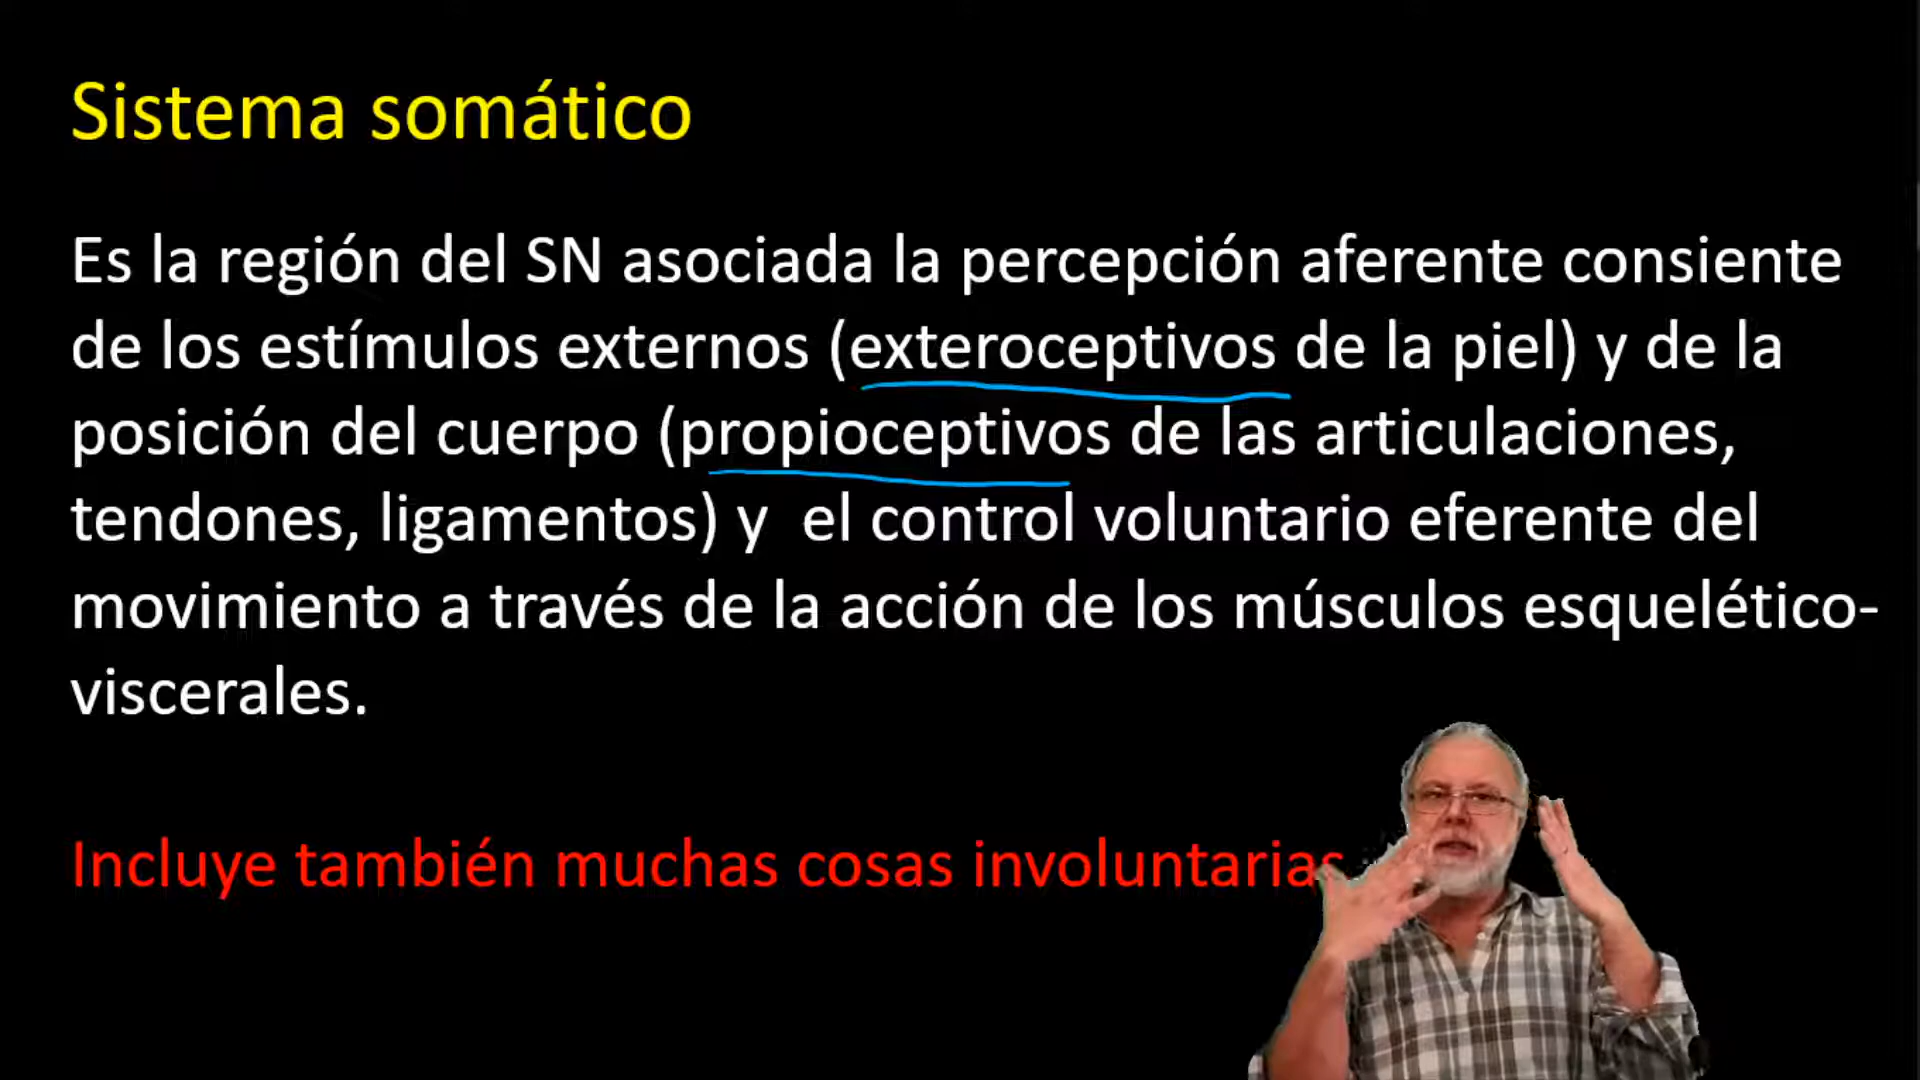 Sistema somático
Es la región del SN asociada la percepción aferente consiente
de los estímulos externos (exteroceptivos de la piel) y de la
posición del cuerpo (propioceptivos de las articulaciones,
tendones, ligamentos) y el control voluntario eferente del
movimiento a través de la acción de los músculos esquelético-
viscerales.
Incluye también muchas cosas involuntarias